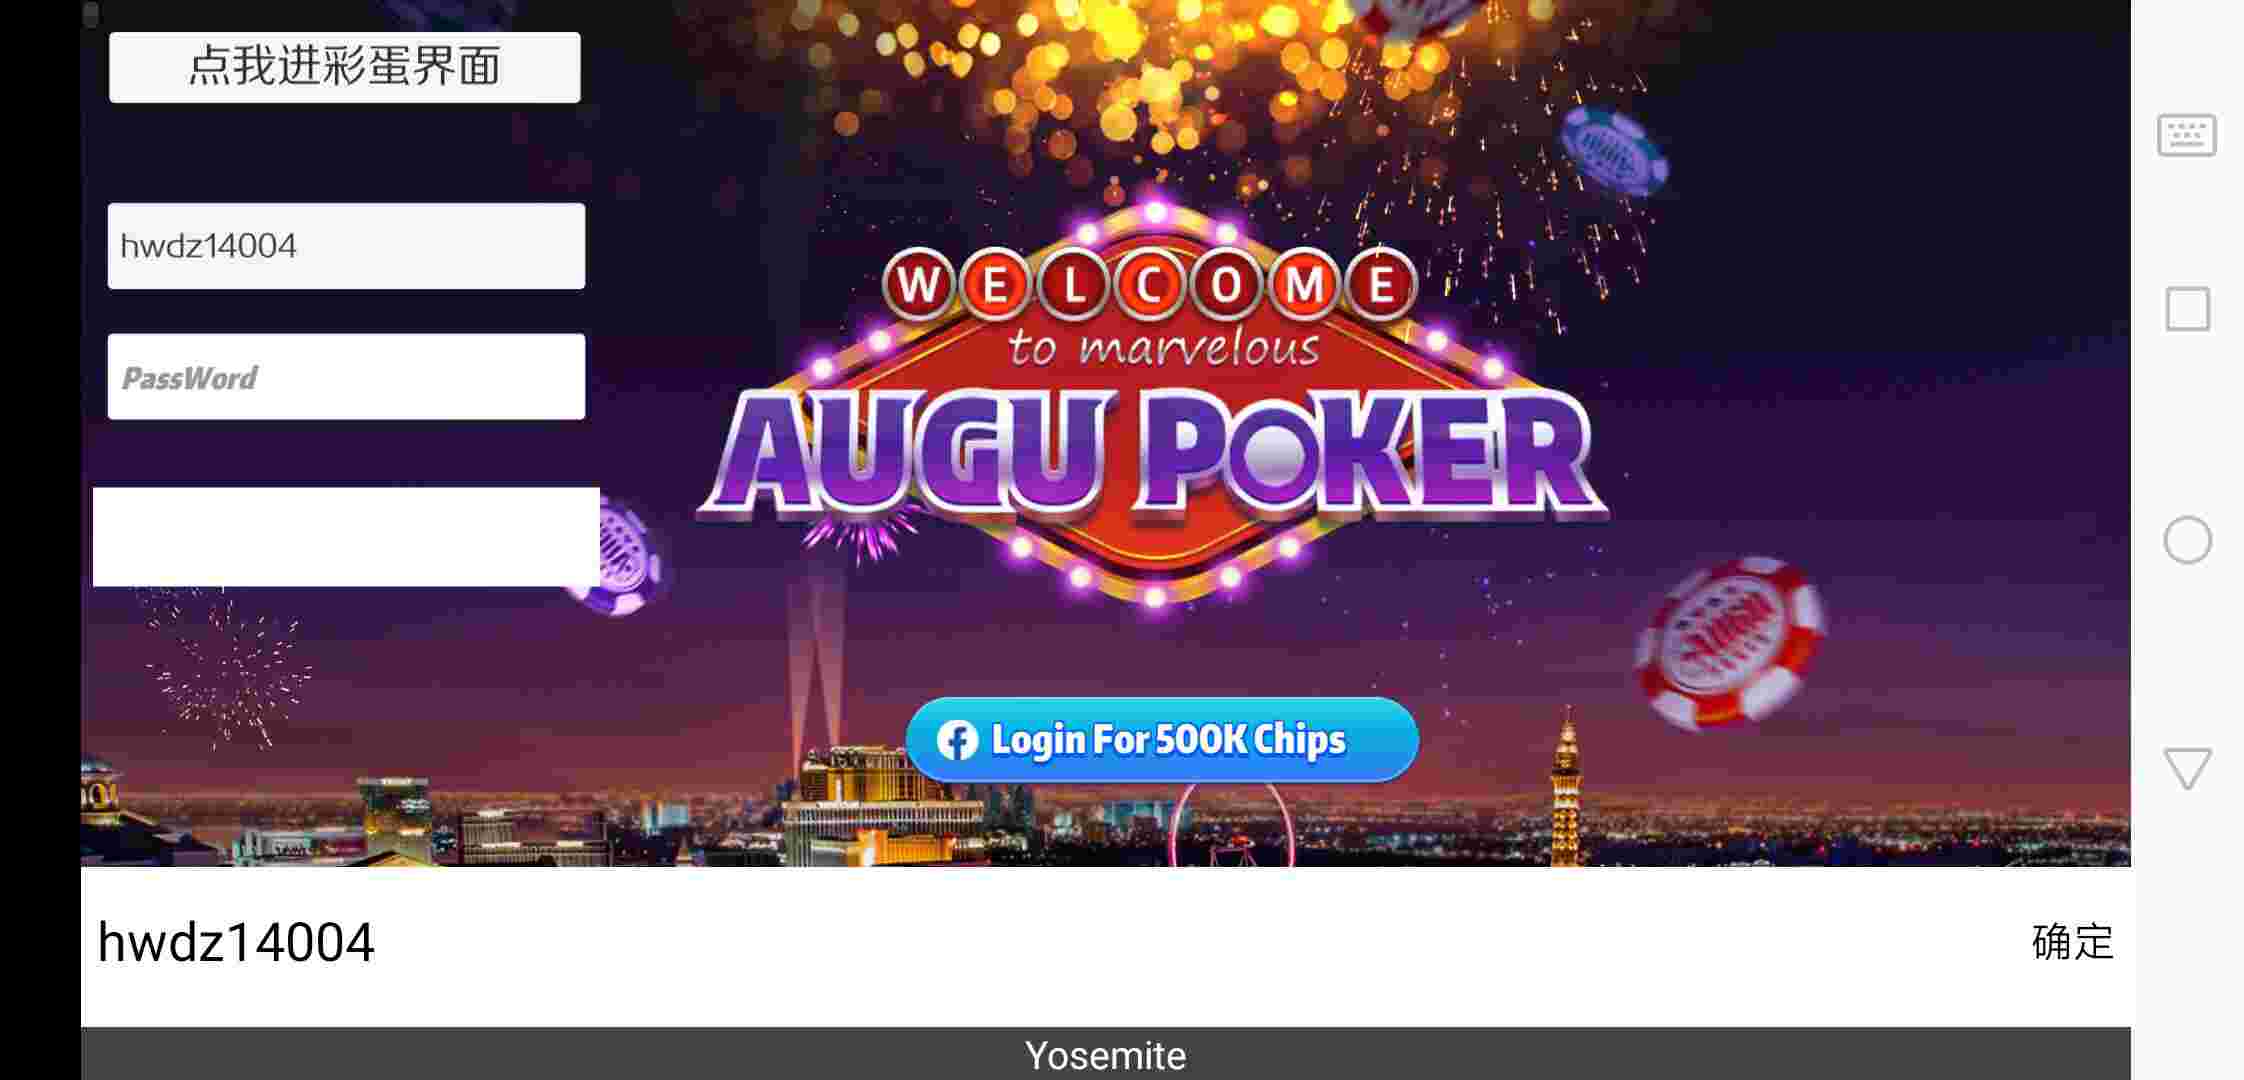 点我进彩蛋界面
hwdz14004
PassWord
WELCOME
to marvelous
AUGU POKER
Login For 500K Chips
hwdz14004
确定
Yosemite